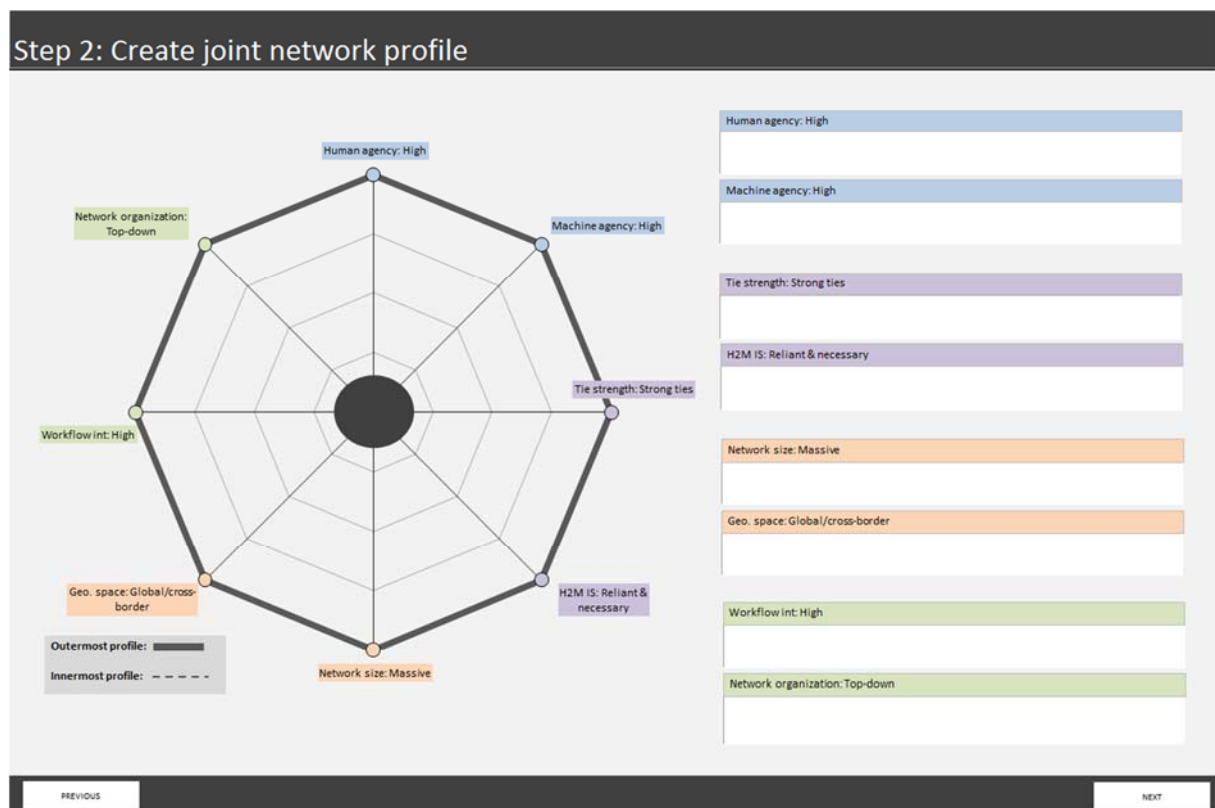 Step 2: Create joint network profile
Human agency: High
Network organization:
Top-down
Machine agency: High
Tie strength: Strong ties
Workflow int: High
Geo. space: Global/cross-
border
H2M IS: Reliant &
necessary
Network size: Massive
Outermost profile:
Innermost profile:
Human agency: High
Machine agency: High
Tie strength: Strong ties
H2M IS: Reliant & necessary
Network size: Massive
Geo. space: Global/cross-border
Workflow int: High
Network organization: Top-down
PREVIOUS
NEXT